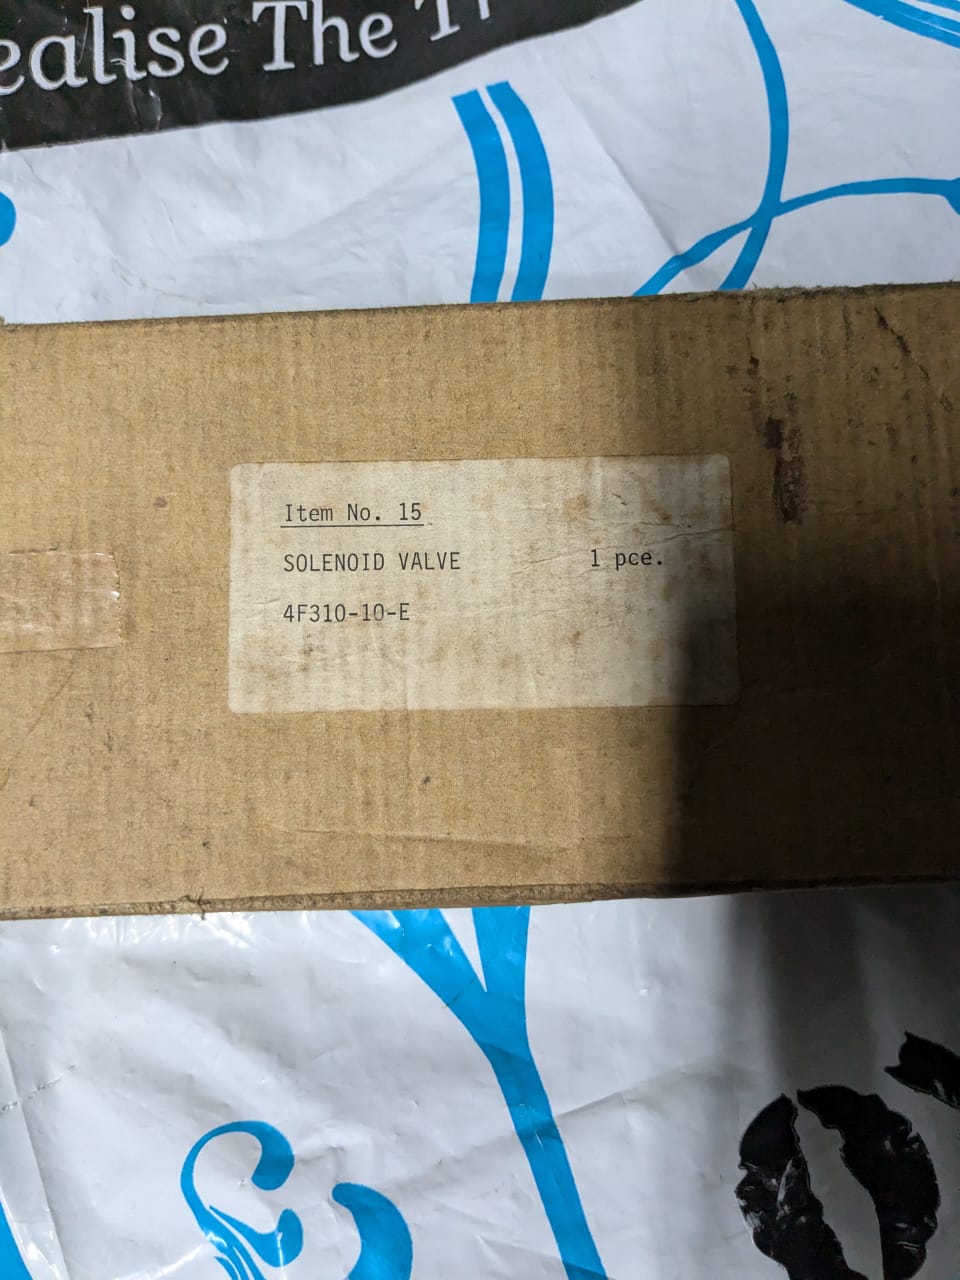 ealise The
Item No. 15
SOLENOID VALVE 1 pce.
4F310-10-E